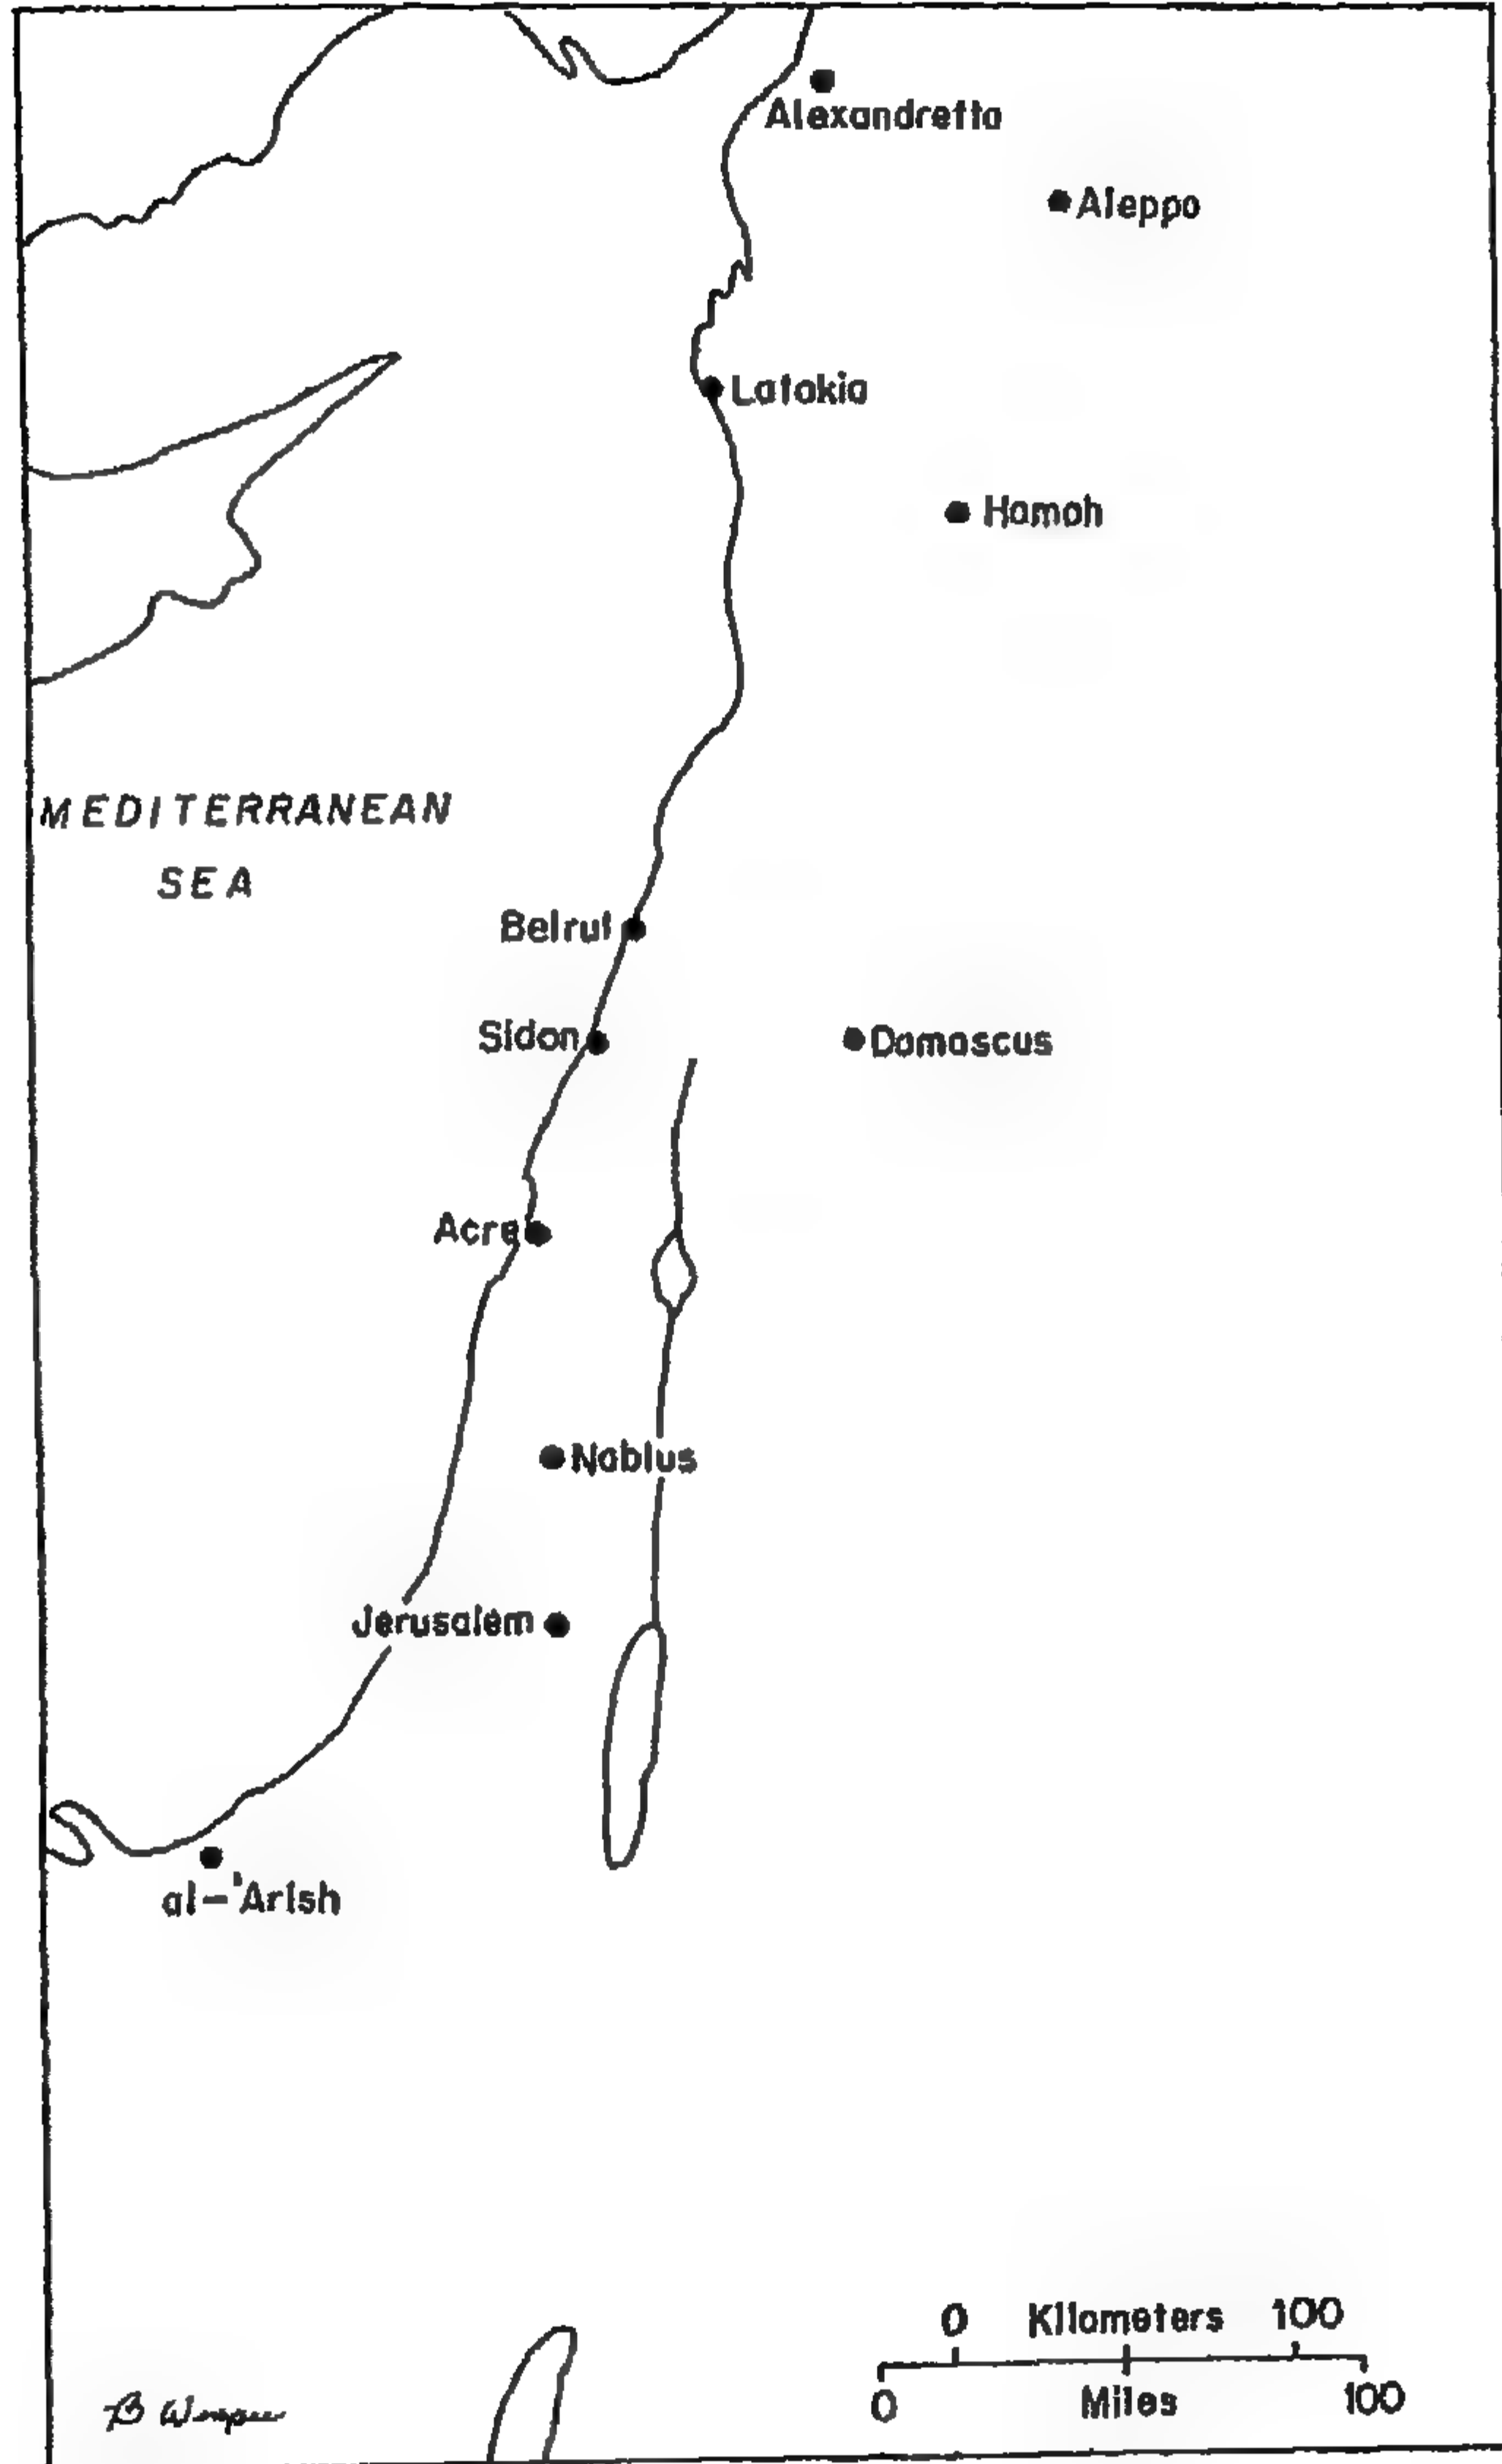 Alexandretta
Aleppo
Latakia
Hamah
MEDITERRANEAN
SEA
Beirut
Sidon
Damascus
Acre
Nablus
Jerusalem
al-'Arish
0 Kilometers 100
0 Miles 100
B